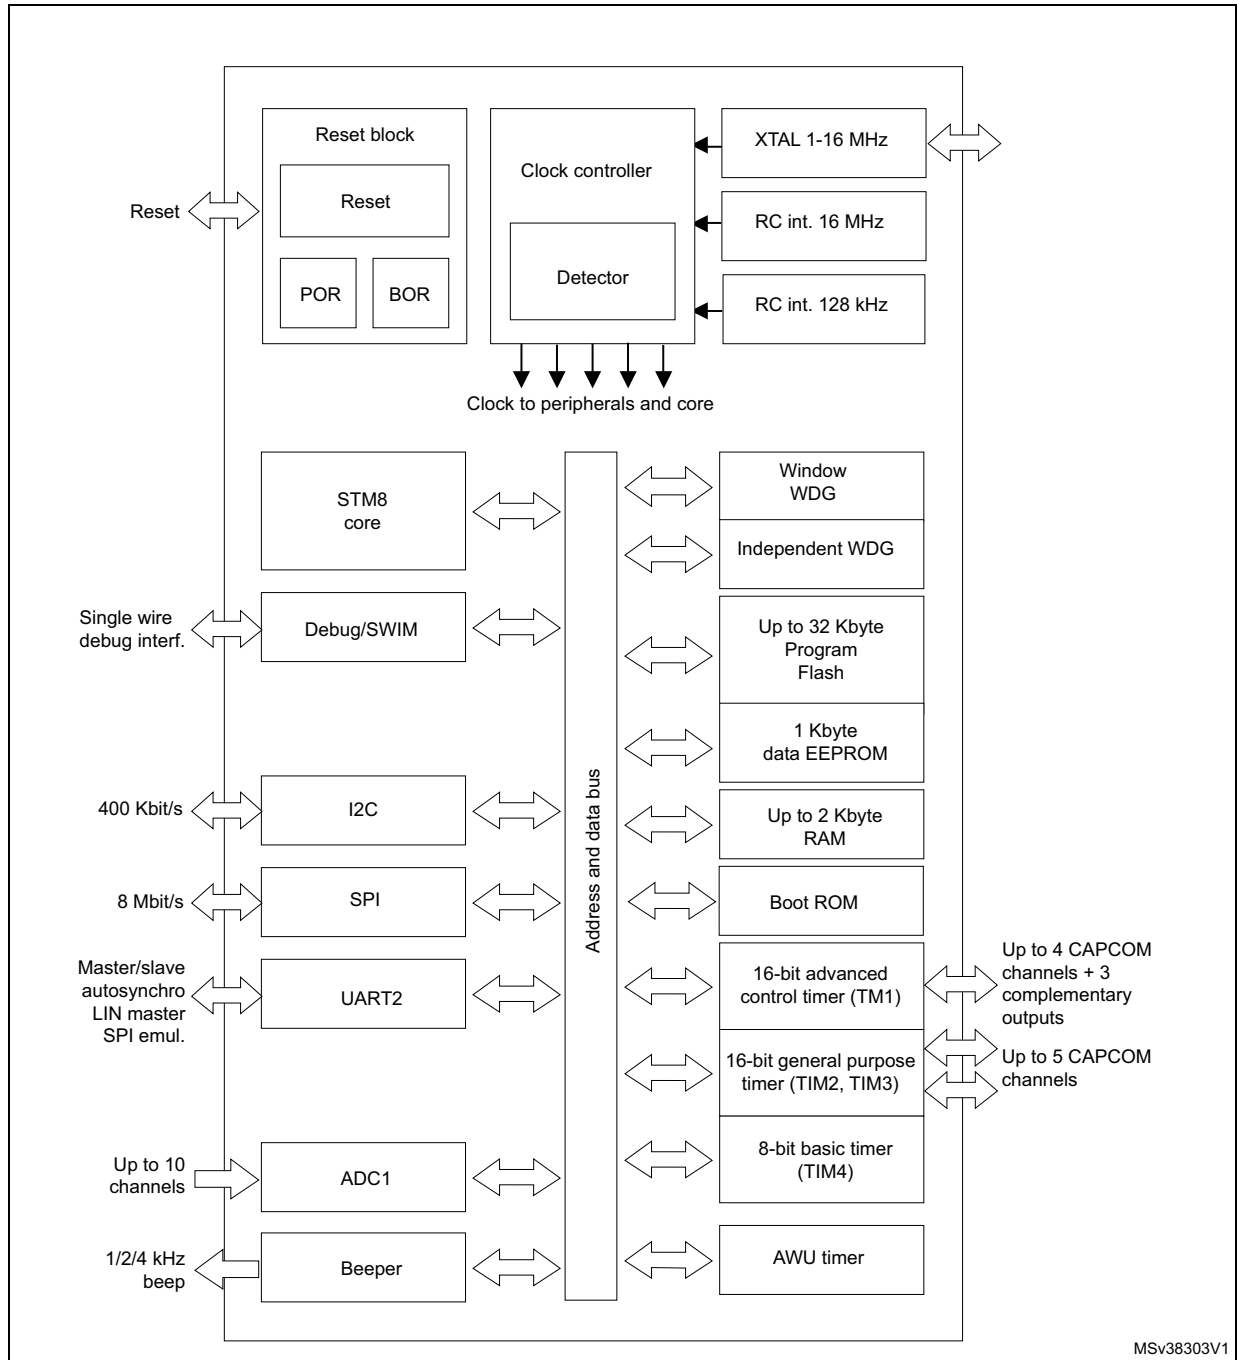 Reset block
Reset
POR
BOR
Reset
Clock controller
Detector
XTAL 1-16 MHz
RC int. 16 MHz
RC int. 128 kHz
Clock to peripherals and core
STM8
core
Single wire
debug interf.
Debug/SWIM
400 Kbit/s
I2C
8 Mbit/s
SPI
Master/slave
autosynchro
LIN master
SPI emul.
UART2
Up to 10
channels
ADC1
1/2/4 kHz
beep
Beeper
Address and data bus
Window
WDG
Independent WDG
Up to 32 Kbyte
Program
Flash
1 Kbyte
data EEPROM
Up to 2 Kbyte
RAM
Boot ROM
16-bit advanced
control timer (TM1)
Up to 4 CAPCOM
channels + 3
complementary
outputs
16-bit general purpose
timer (TIM2, TIM3)
Up to 5 CAPCOM
channels
8-bit basic timer
(TIM4)
AWU timer
MSv38303V1